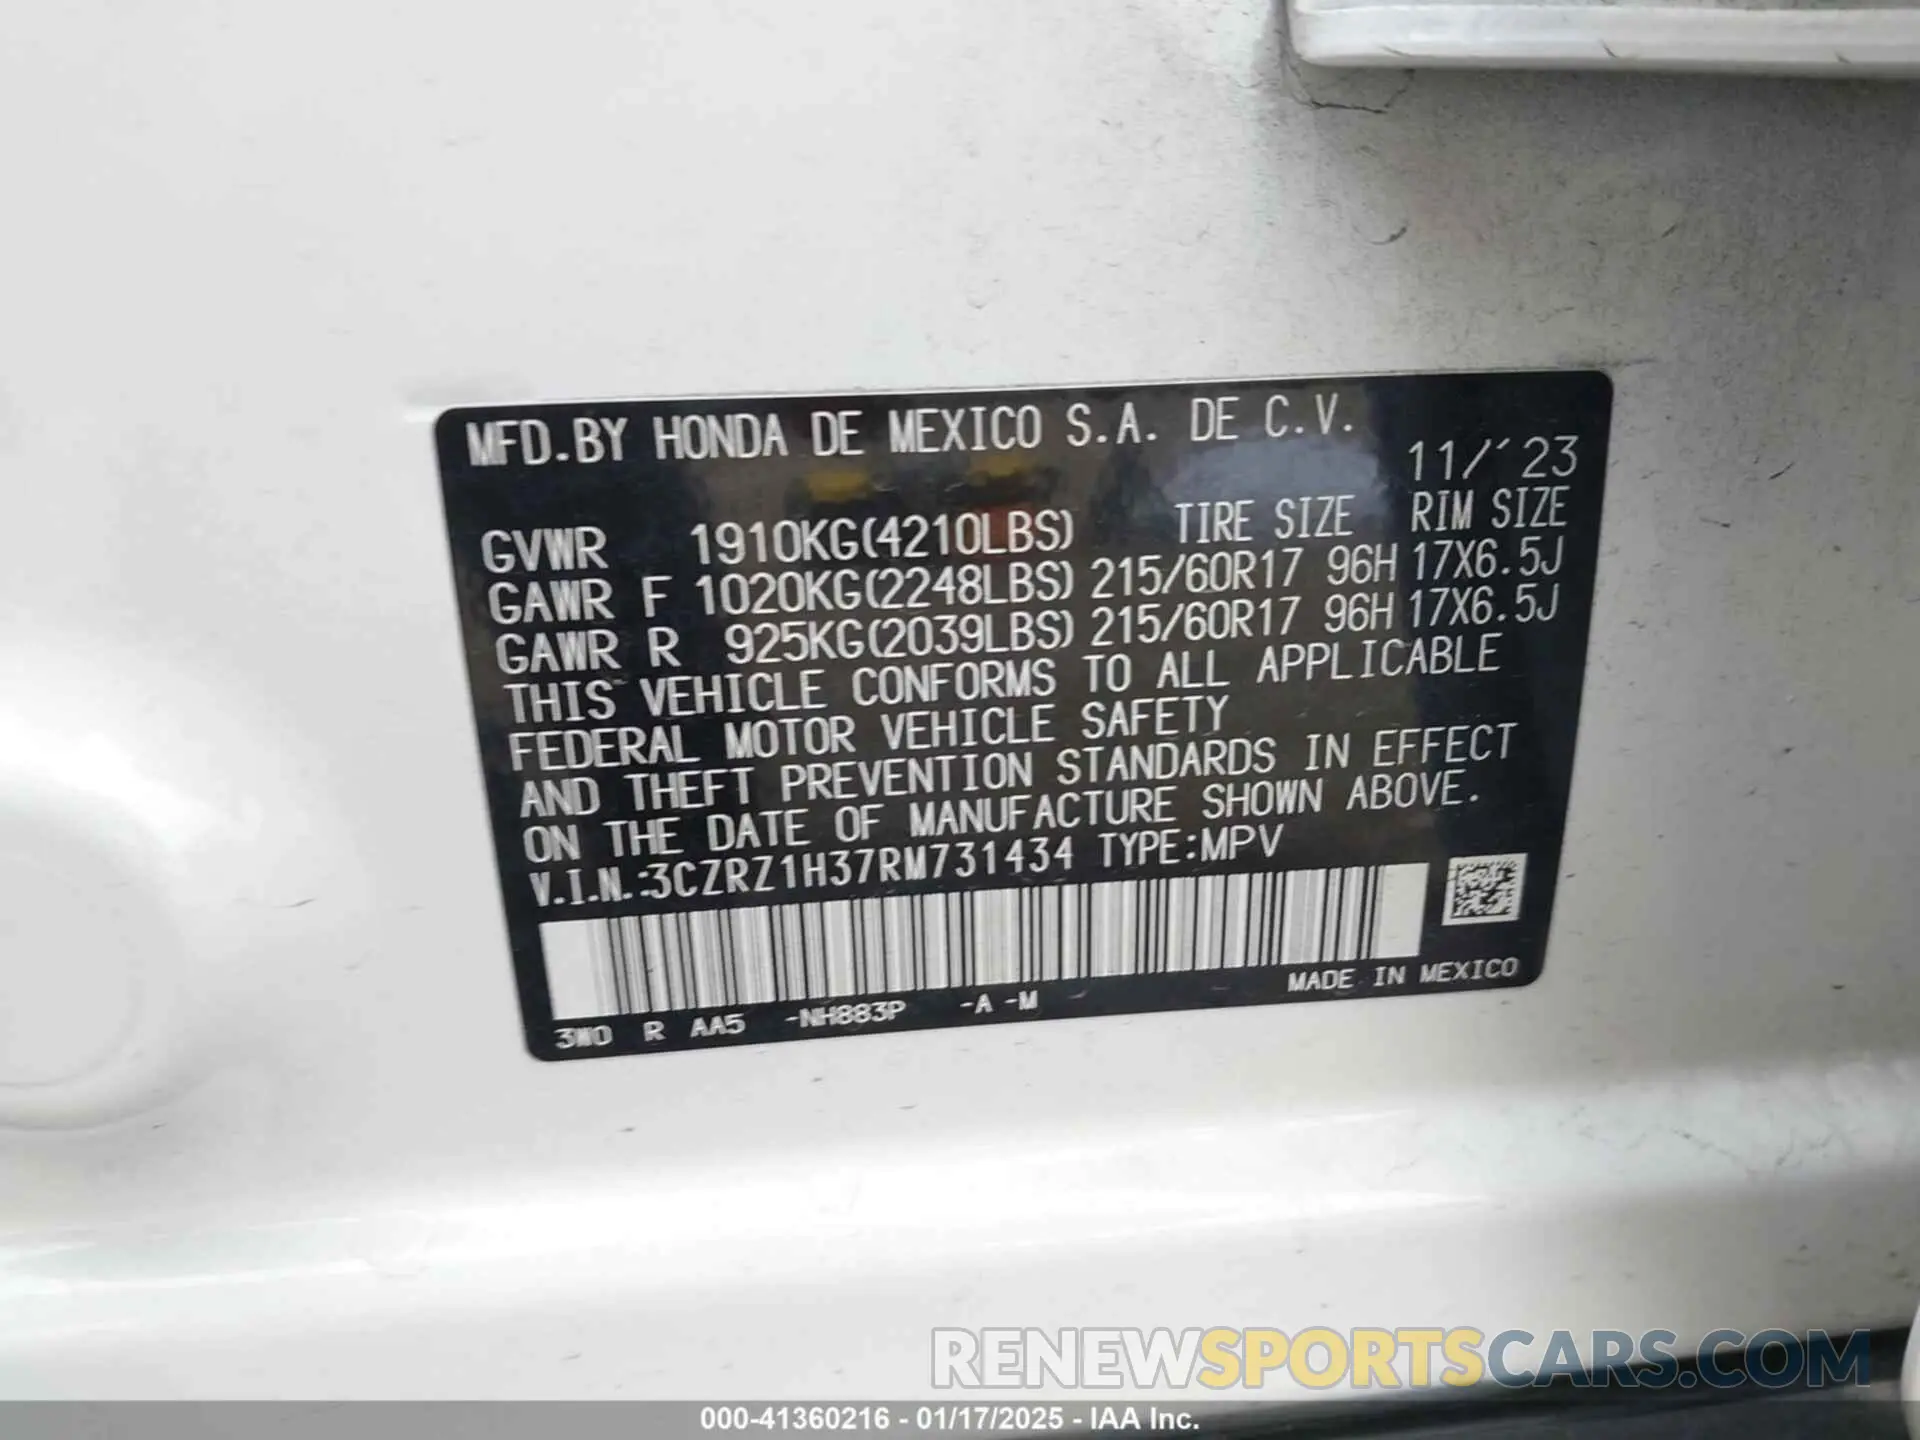 MFD.BY HONDA DE MEXICO S.A. DE C.V.
11/´23
TIRE SIZE RIM SIZE
GVWR 1910KG(4210LBS)
GAWR F 1020KG(2248LBS) 215/60R17 96H 17X6.5J
GAWR R 925KG(2039LBS) 215/60R17 96H 17X6.5J
THIS VEHICLE CONFORMS TO ALL APPLICABLE
FEDERAL MOTOR VEHICLE SAFETY
AND THEFT PREVENTION STANDARDS IN EFFECT
ON THE DATE OF MANUFACTURE SHOWN ABOVE.
V.I.N.:3CZRZ1H37RM731434 TYPE:MPV
MADE IN MEXICO
3W0 R AA5 -NH883P -A -M
RENEWSPORTSCARS.COM
000-41360216 - 01/17/2025 - IAA Inc.